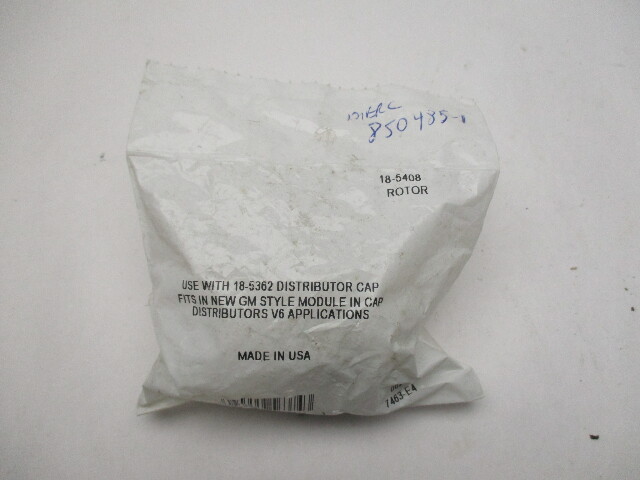 MERC
850435-1
18-5408
ROTOR
USE WITH 18-5362 DISTRIBUTOR CAP
FITS IN NEW GM STYLE MODULE IN CAP
DISTRIBUTORS V6 APPLICATIONS
MADE IN USA
7463-E4